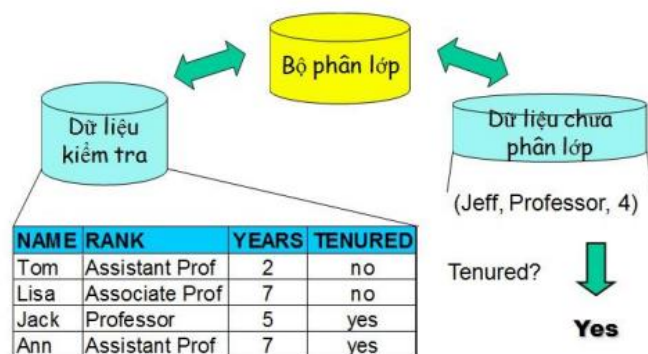 Bộ phân lớp
Dữ liệu
kiểm tra
Dữ liệu chưa
phân lớp
(Jeff, Professor, 4)
NAME RANK YEARS TENURED
Tom Assistant Prof 2 no
Lisa Associate Prof 7 no
Jack Professor 5 yes
Ann Assistant Prof 7 yes
Tenured?
Yes